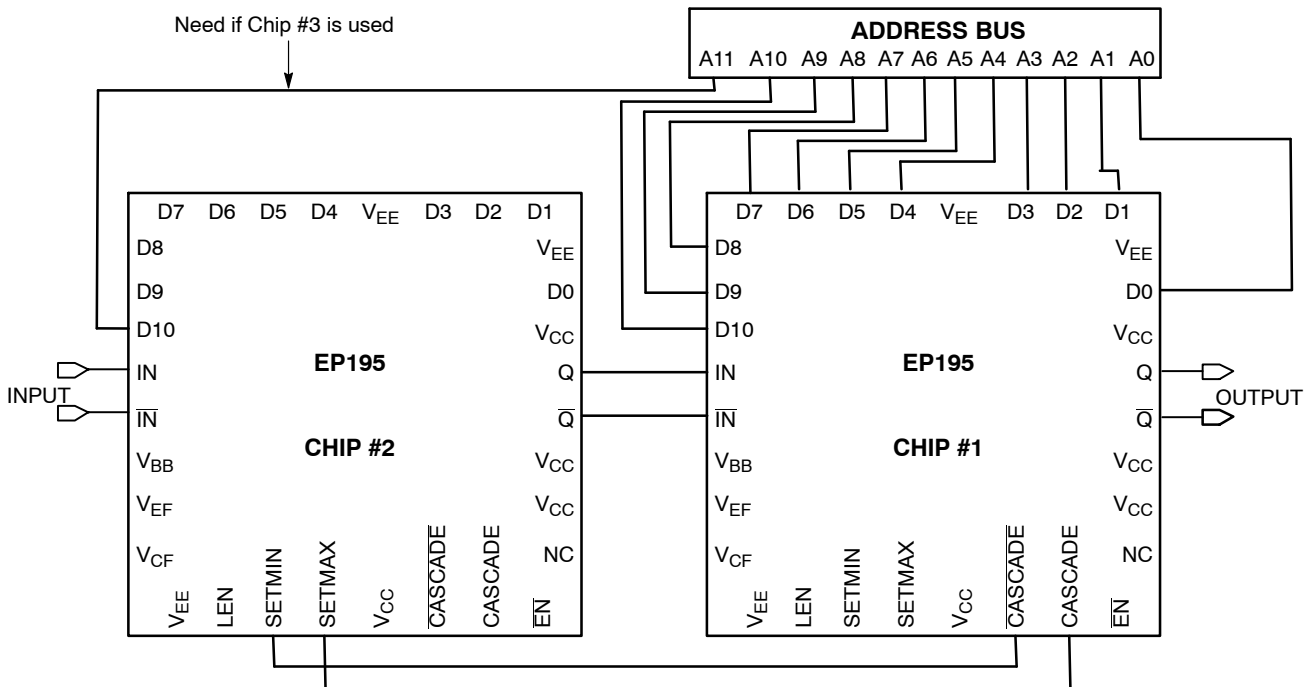 Need if Chip #3 is used
ADDRESS BUS
A11 A10 A9 A8 A7 A6 A5 A4 A3 A2 A1 A0
D7 D6 D5 D4 VEE D3 D2 D1
D8
VEE
D9
D0
D10
VCC
IN
EP195
Q
INPUT
IN
Q
CHIP #2
VBB
VCC
VEF
VCC
VCF
NC
VEE LEN SETMIN SETMAX VCC CASCADE CASCADE EN
D7 D6 D5 D4 VEE D3 D2 D1
D8
VEE
D9
D0
D10
VCC
IN
EP195
Q
OUTPUT
IN
Q
CHIP #1
VBB
VCC
VEF
VCC
VCF
NC
VEE LEN SETMIN SETMAX VCC CASCADE CASCADE EN